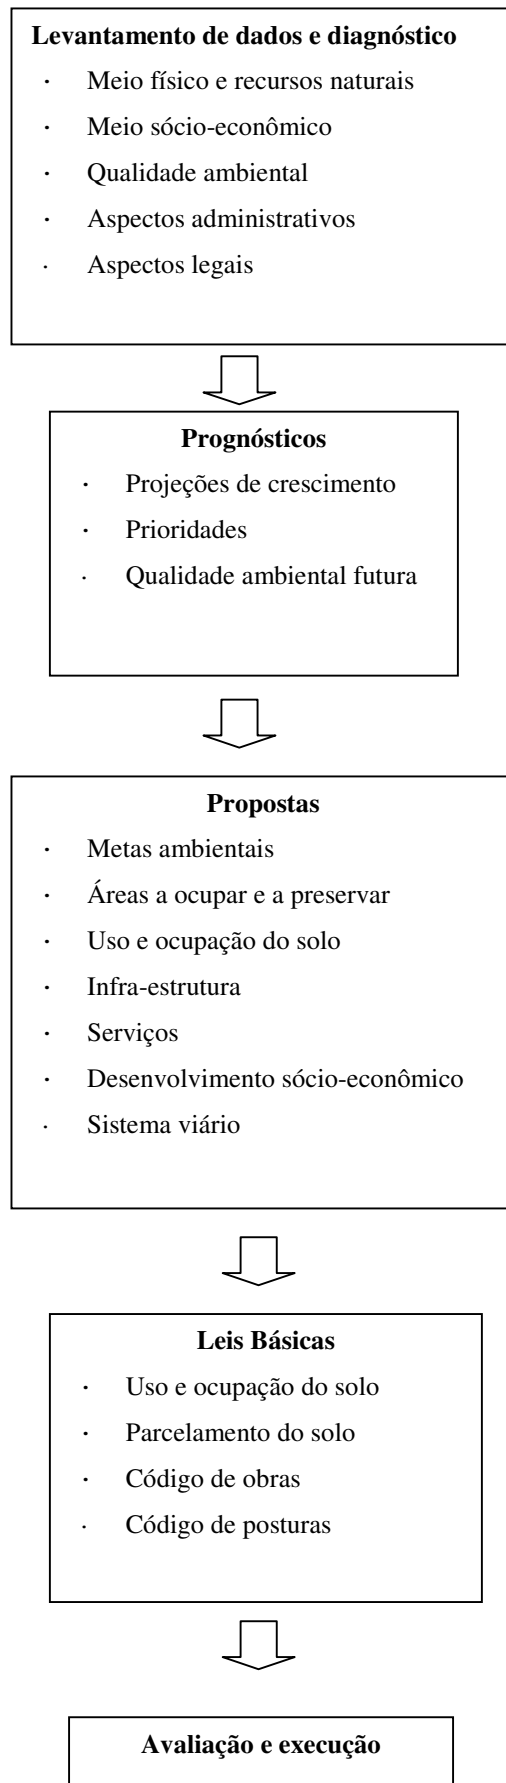 Levantamento de dados e diagnóstico
· Meio físico e recursos naturais
· Meio sócio-econômico
· Qualidade ambiental
· Aspectos administrativos
· Aspectos legais
Prognósticos
· Projeções de crescimento
· Prioridades
· Qualidade ambiental futura
Propostas
· Metas ambientais
· Áreas a ocupar e a preservar
· Uso e ocupação do solo
· Infra-estrutura
· Serviços
· Desenvolvimento sócio-econômico
· Sistema viário
Leis Básicas
· Uso e ocupação do solo
· Parcelamento do solo
· Código de obras
· Código de posturas
Avaliação e execução